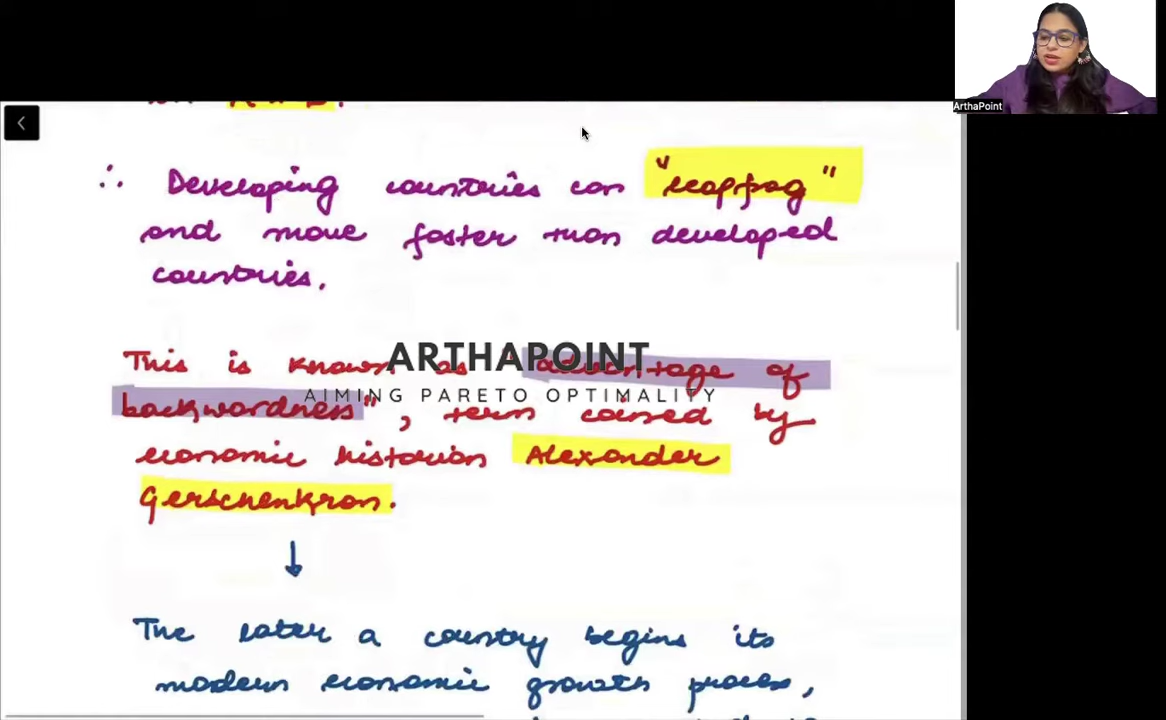 ArthaPoint
∴ Developing countries can "leapfrog"
and move faster than developed
countries.
This is known as "advantage of
ARTHAPOINT
AIMING PARETO OPTIMALITY
backwardness", term coined by
economic historian Alexander
Gerschenkron.
↓
The later a country begins its
modern economic growth process,